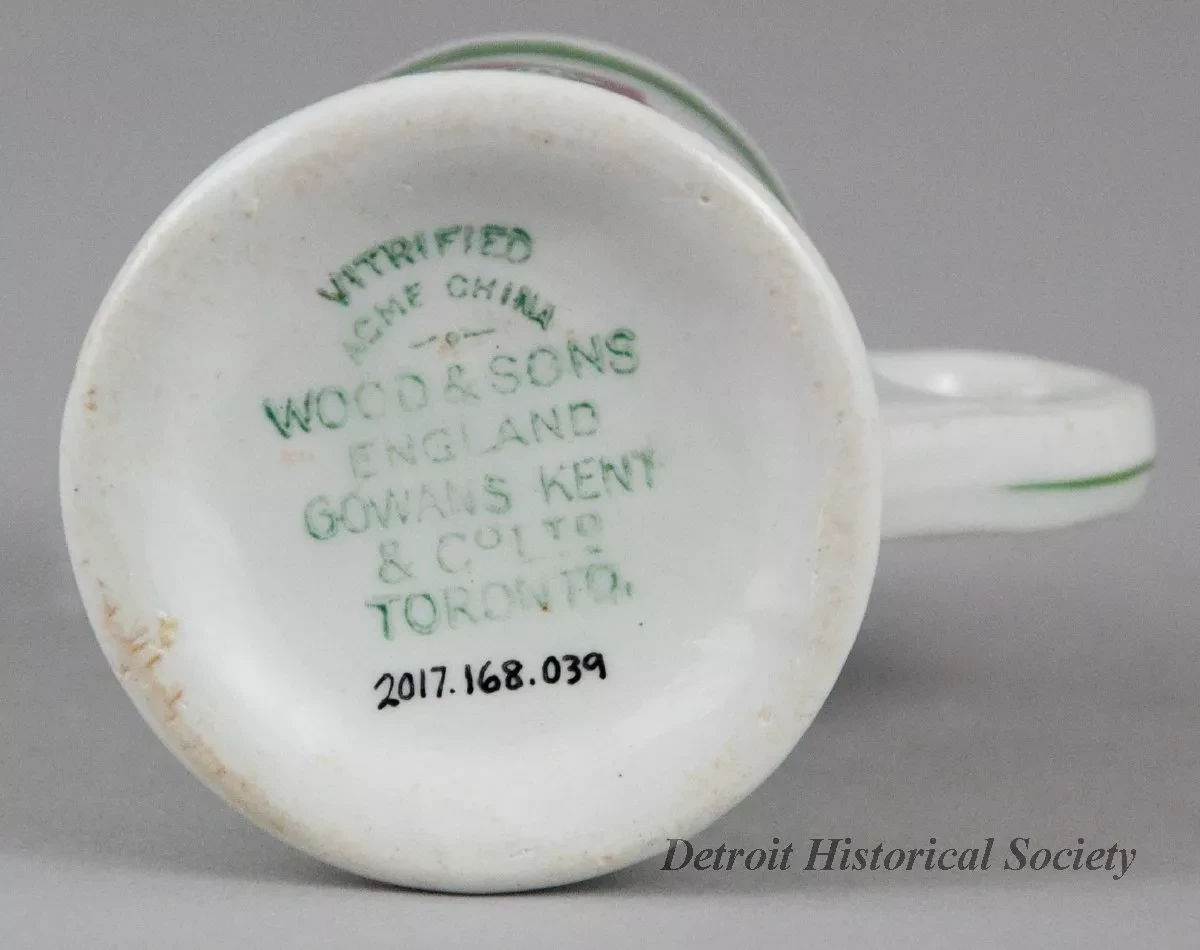 VITRIFIED
ACME CHINA
WOOD & SONS
ENGLAND
GOWANS KENT
& Cº LTD
TORONTO.
2017.168.039
Detroit Historical Society